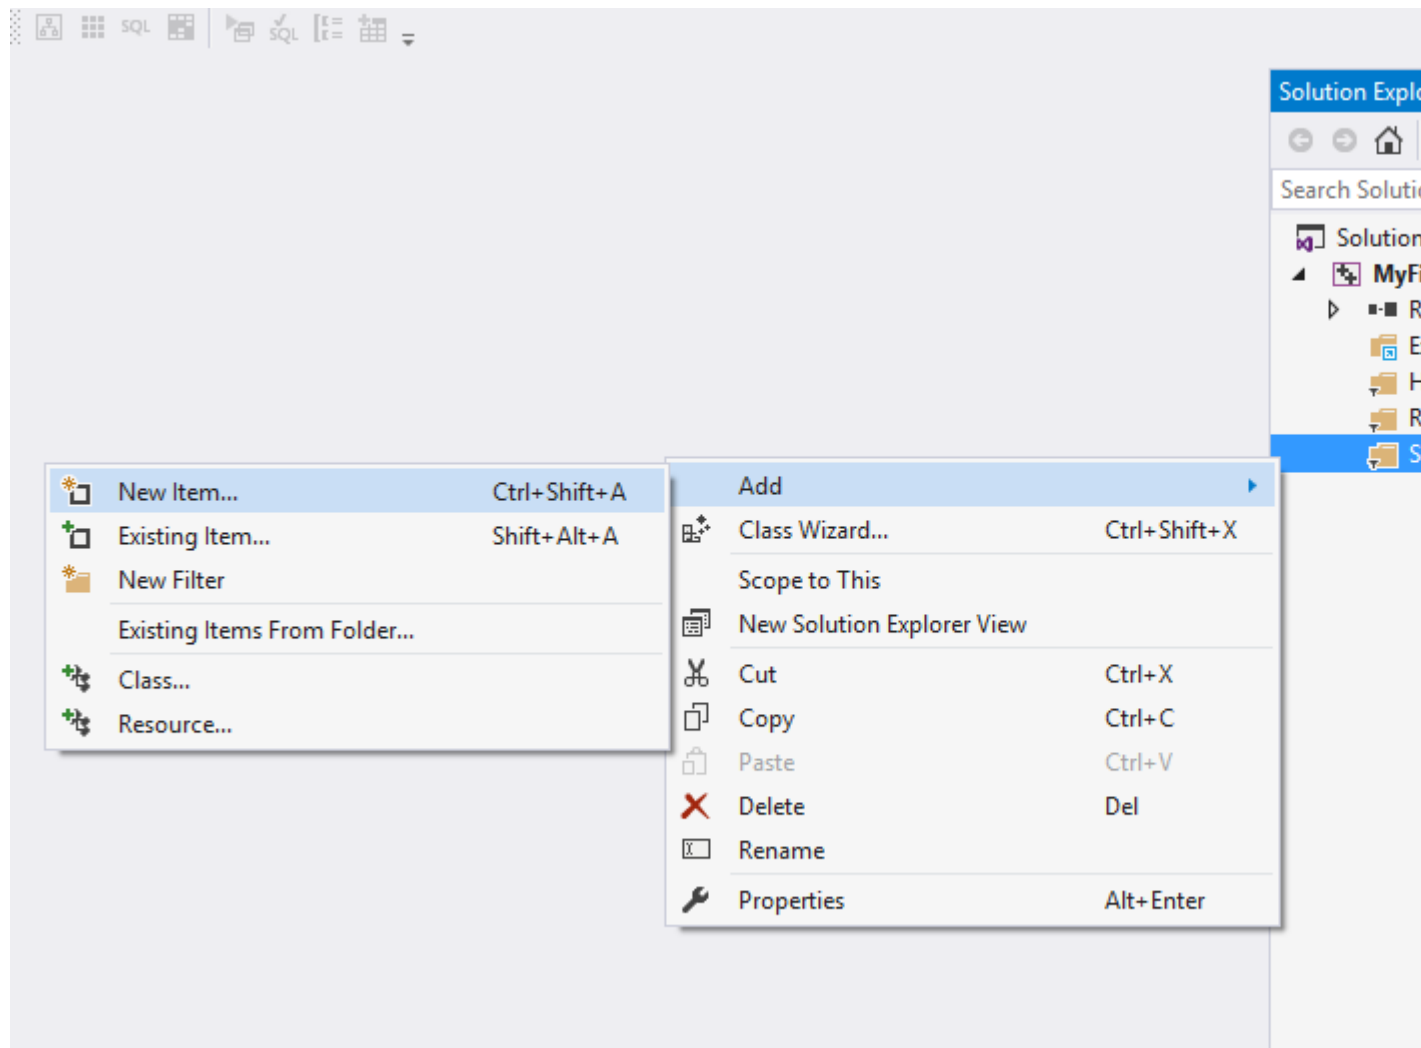 SQL
SQL
Solution Explo
Search Soluti
Solution
MyFi
R
E
H
R
S
New Item... Ctrl+Shift+A
Existing Item... Shift+Alt+A
New Filter
Existing Items From Folder...
Class...
Resource...
Add
Class Wizard... Ctrl+Shift+X
Scope to This
New Solution Explorer View
Cut Ctrl+X
Copy Ctrl+C
Paste Ctrl+V
Delete Del
Rename
Properties Alt+Enter